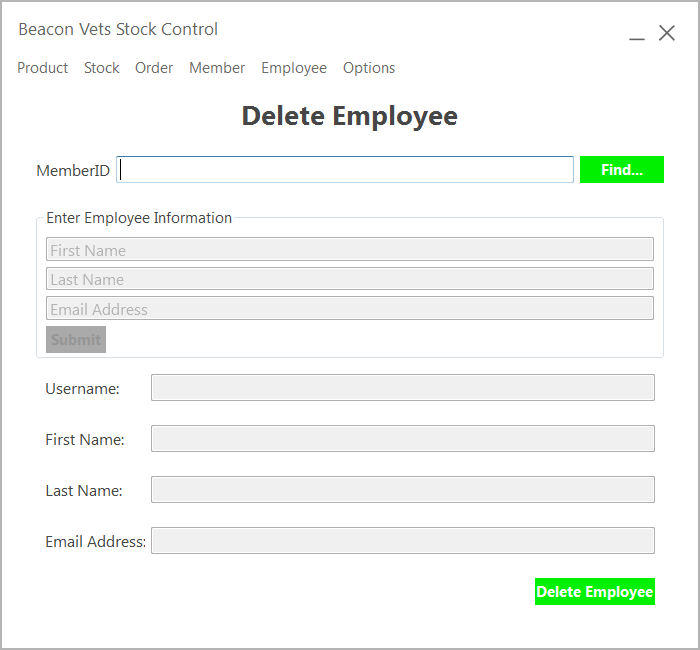 Beacon Vets Stock Control
Product Stock Order Member Employee Options
Delete Employee
MemberID Find...
Enter Employee Information
First Name
Last Name
Email Address
Submit
Username:
First Name:
Last Name:
Email Address:
Delete Employee